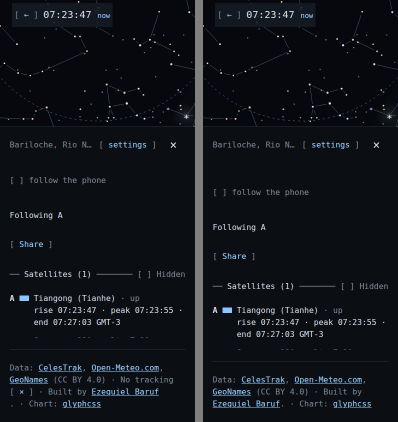 [ ← ] 07:23:47 now
Bariloche, Rio N… [ settings ] ×
[ ] follow the phone
Following A
[ Share ]
Satellites (1) [ ] Hidden
A Tiangong (Tianhe) · up
rise 07:23:47 · peak 07:23:55 ·
end 07:27:03 GMT-3
Data: CelesTrak, Open-Meteo.com,
GeoNames (CC BY 4.0) · No tracking
[ × ] · Built by Ezequiel Baruf
. · Chart: glyphcss
[ ← ] 07:23:47 now
Bariloche, Rio N… [ settings ] ×
[ ] follow the phone
Following A
[ Share ]
Satellites (1) [ ] Hidden
A Tiangong (Tianhe) · up
rise 07:23:47 · peak 07:23:55 ·
end 07:27:03 GMT-3
Data: CelesTrak, Open-Meteo.com,
GeoNames (CC BY 4.0) · Built by
Ezequiel Baruf. · Chart: glyphcss